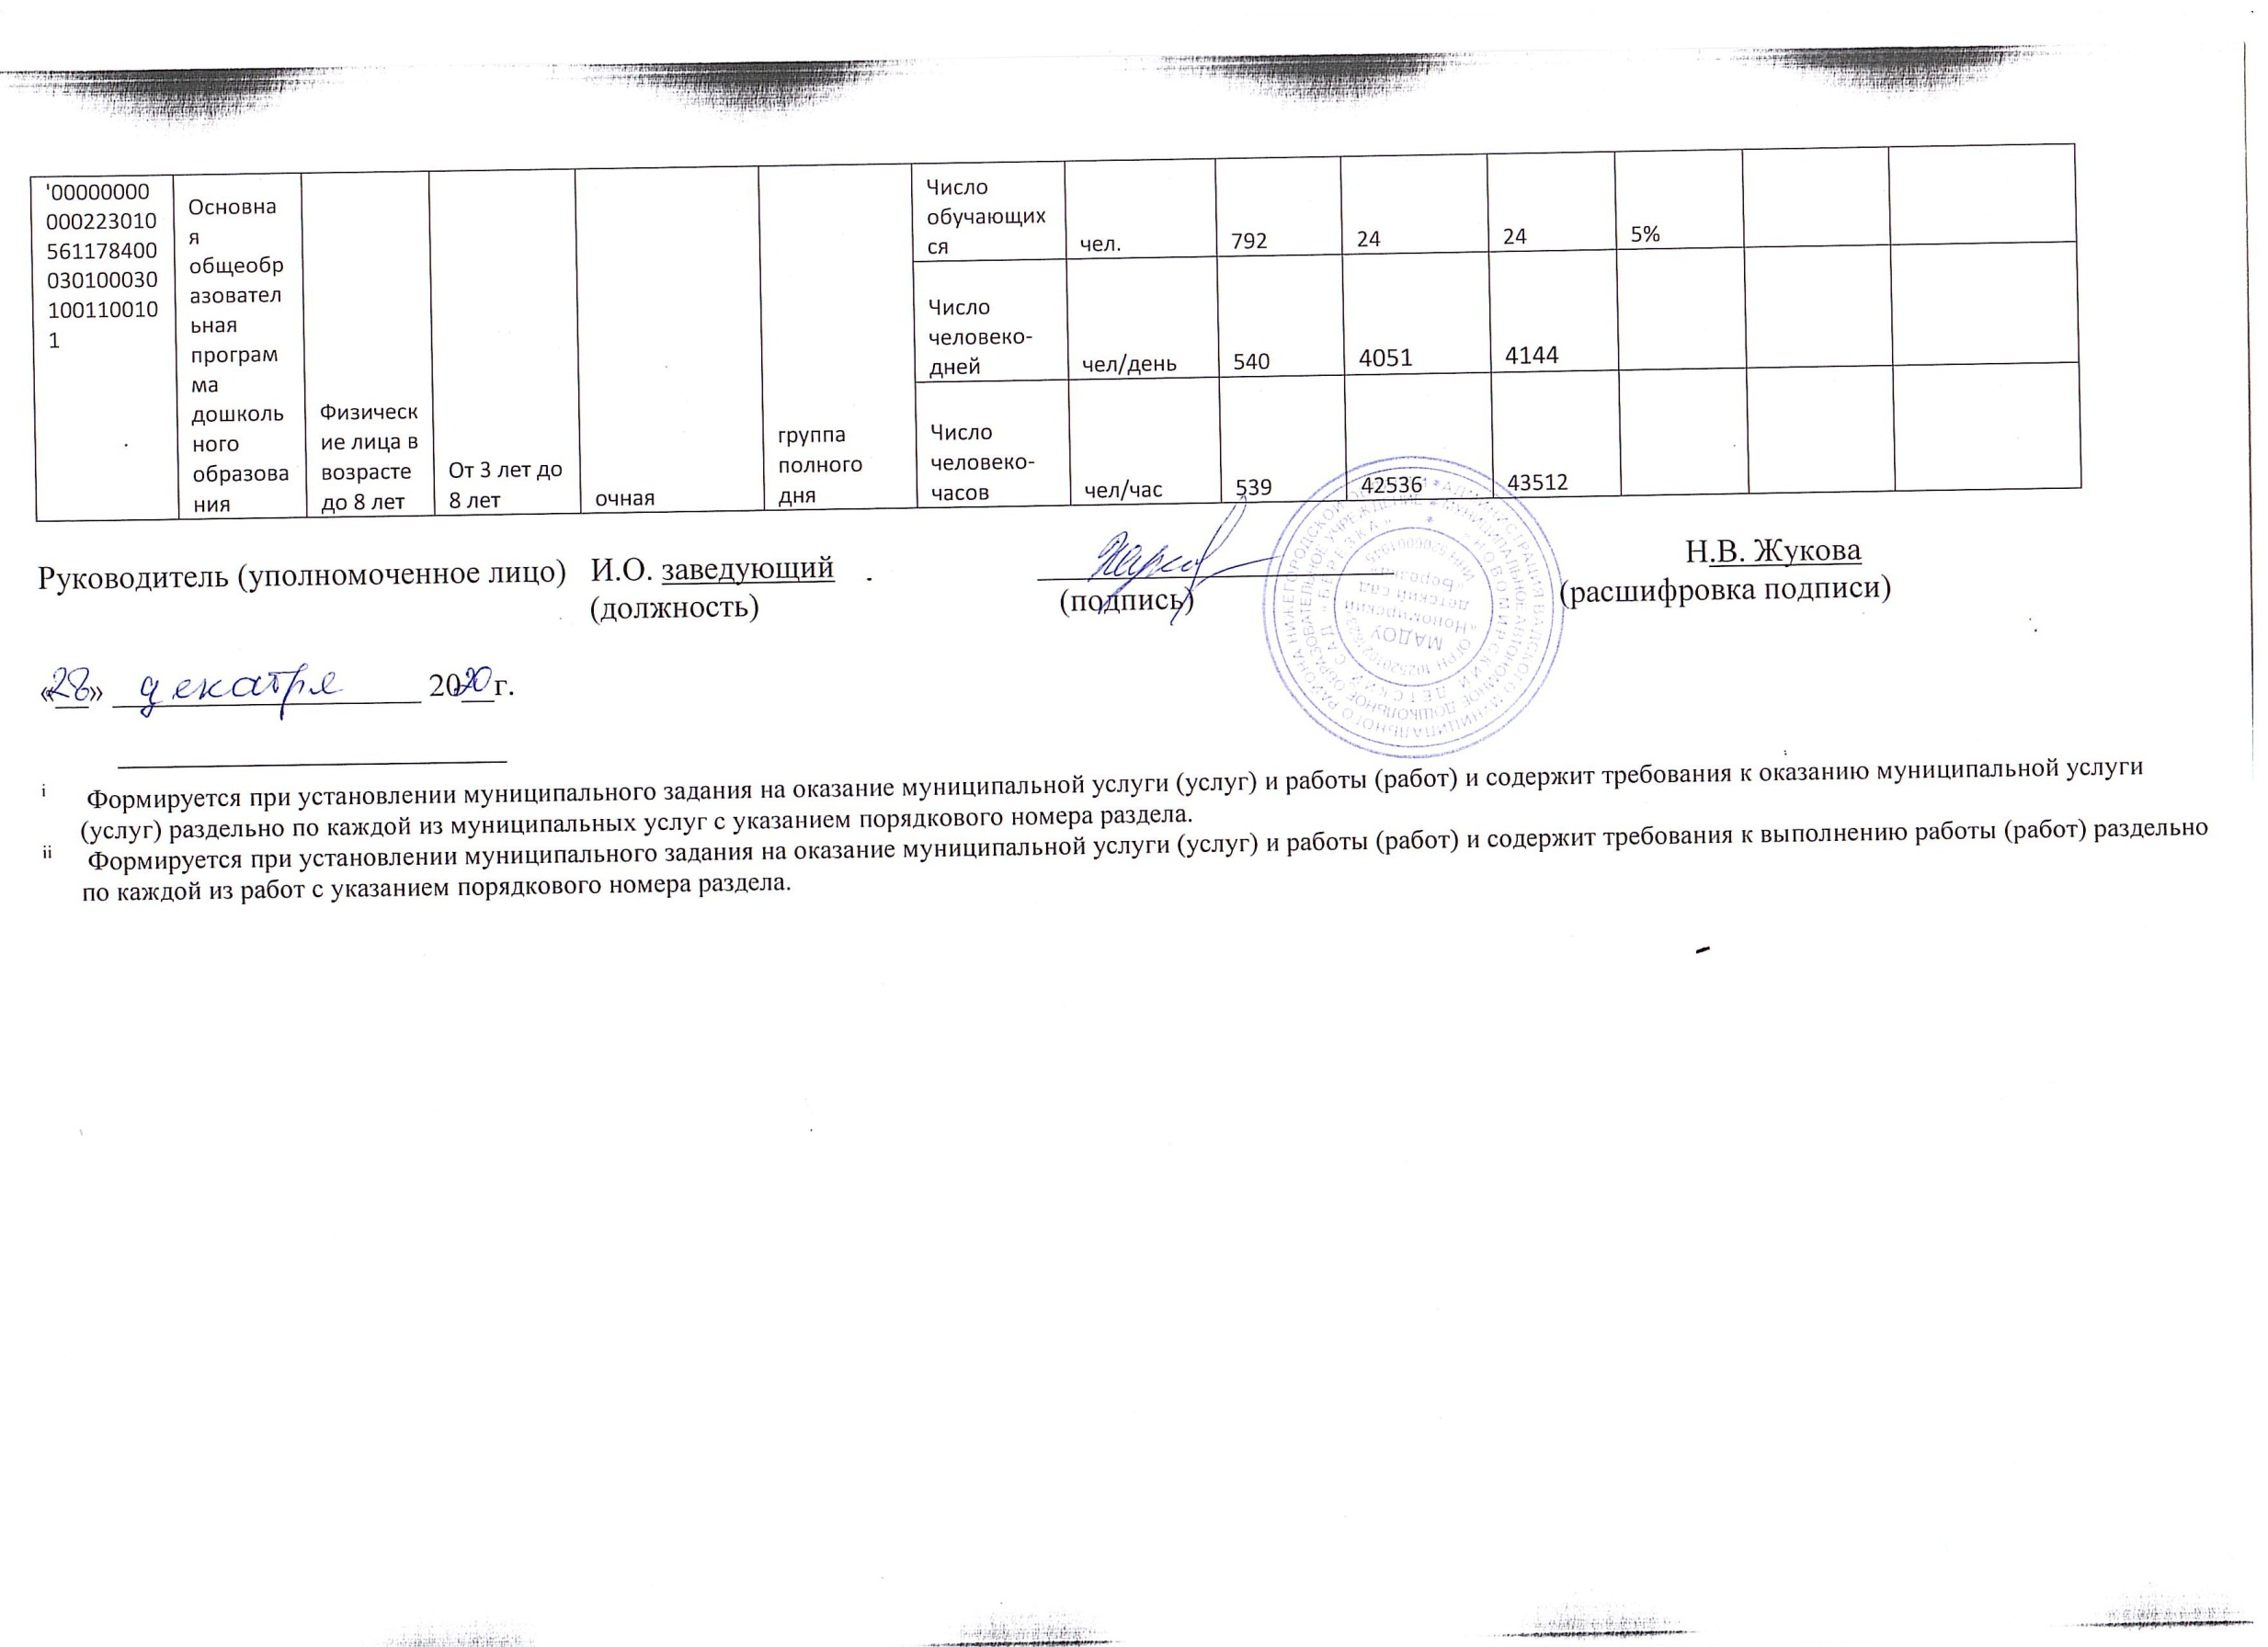 '00000000
000223010
561178400
030100030
100110010
1
Основна
я
общеобр
азовател
ьная
програм
ма
дошколь
ного
образова
ния
Физическ
ие лица в
возрасте
до 8 лет
От 3 лет до
8 лет
очная
группа
полного
дня
Число
обучающих
ся
чел.
792
24
24
5%
Число
человеко-
дней
чел/день
540
4051
4144
Число
человеко-
часов
чел/час
539
42536
43512
Руководитель (уполномоченное лицо) И.О. заведующий Н.В. Жукова
(должность) (подпись) (расшифровка подписи)
МАДОУ
"Новомирский
детский сад
"Березка"
«28» декабря 2020 г.
i Формируется при установлении муниципального задания на оказание муниципальной услуги (услуг) и работы (работ) и содержит требования к оказанию муниципальной услуги
(услуг) раздельно по каждой из муниципальных услуг с указанием порядкового номера раздела.
ii Формируется при установлении муниципального задания на оказание муниципальной услуги (услуг) и работы (работ) и содержит требования к выполнению работы (работ) раздельно
по каждой из работ с указанием порядкового номера раздела.